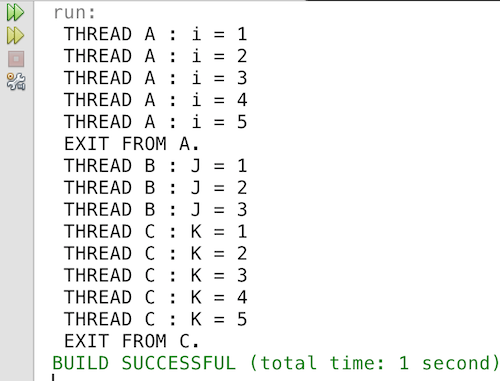 run:
THREAD A : i = 1
THREAD A : i = 2
THREAD A : i = 3
THREAD A : i = 4
THREAD A : i = 5
EXIT FROM A.
THREAD B : J = 1
THREAD B : J = 2
THREAD B : J = 3
THREAD C : K = 1
THREAD C : K = 2
THREAD C : K = 3
THREAD C : K = 4
THREAD C : K = 5
EXIT FROM C.
BUILD SUCCESSFUL (total time: 1 second)